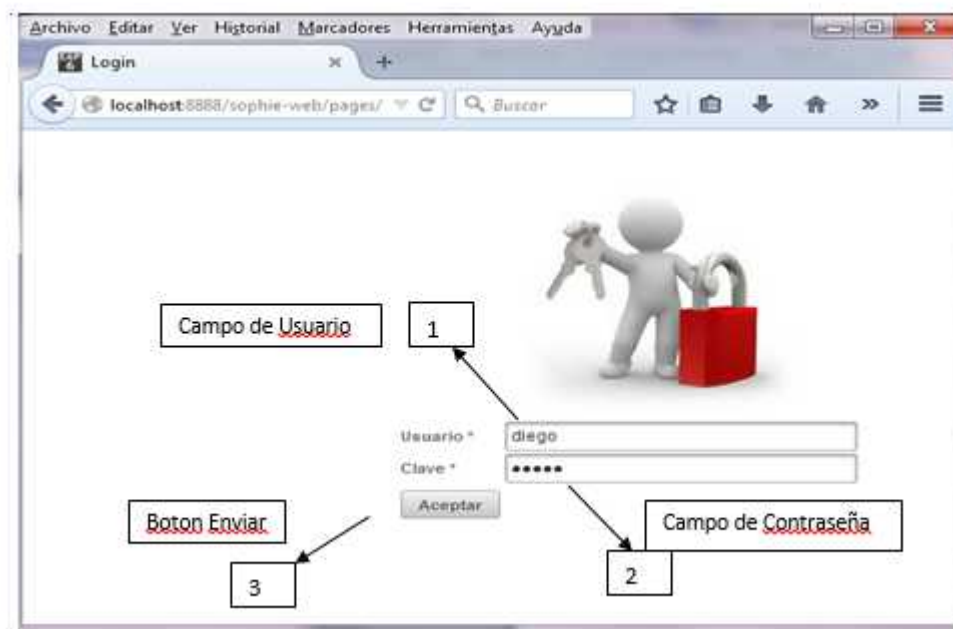 Archivo Editar Ver Historial Marcadores Herramientas Ayuda
Login
localhost:8888/sophie-web/pages/
Buscar
Campo de Usuario
1
Usuario *
diego
Clave *
•••••
Aceptar
Boton Enviar
Campo de Contraseña
3
2